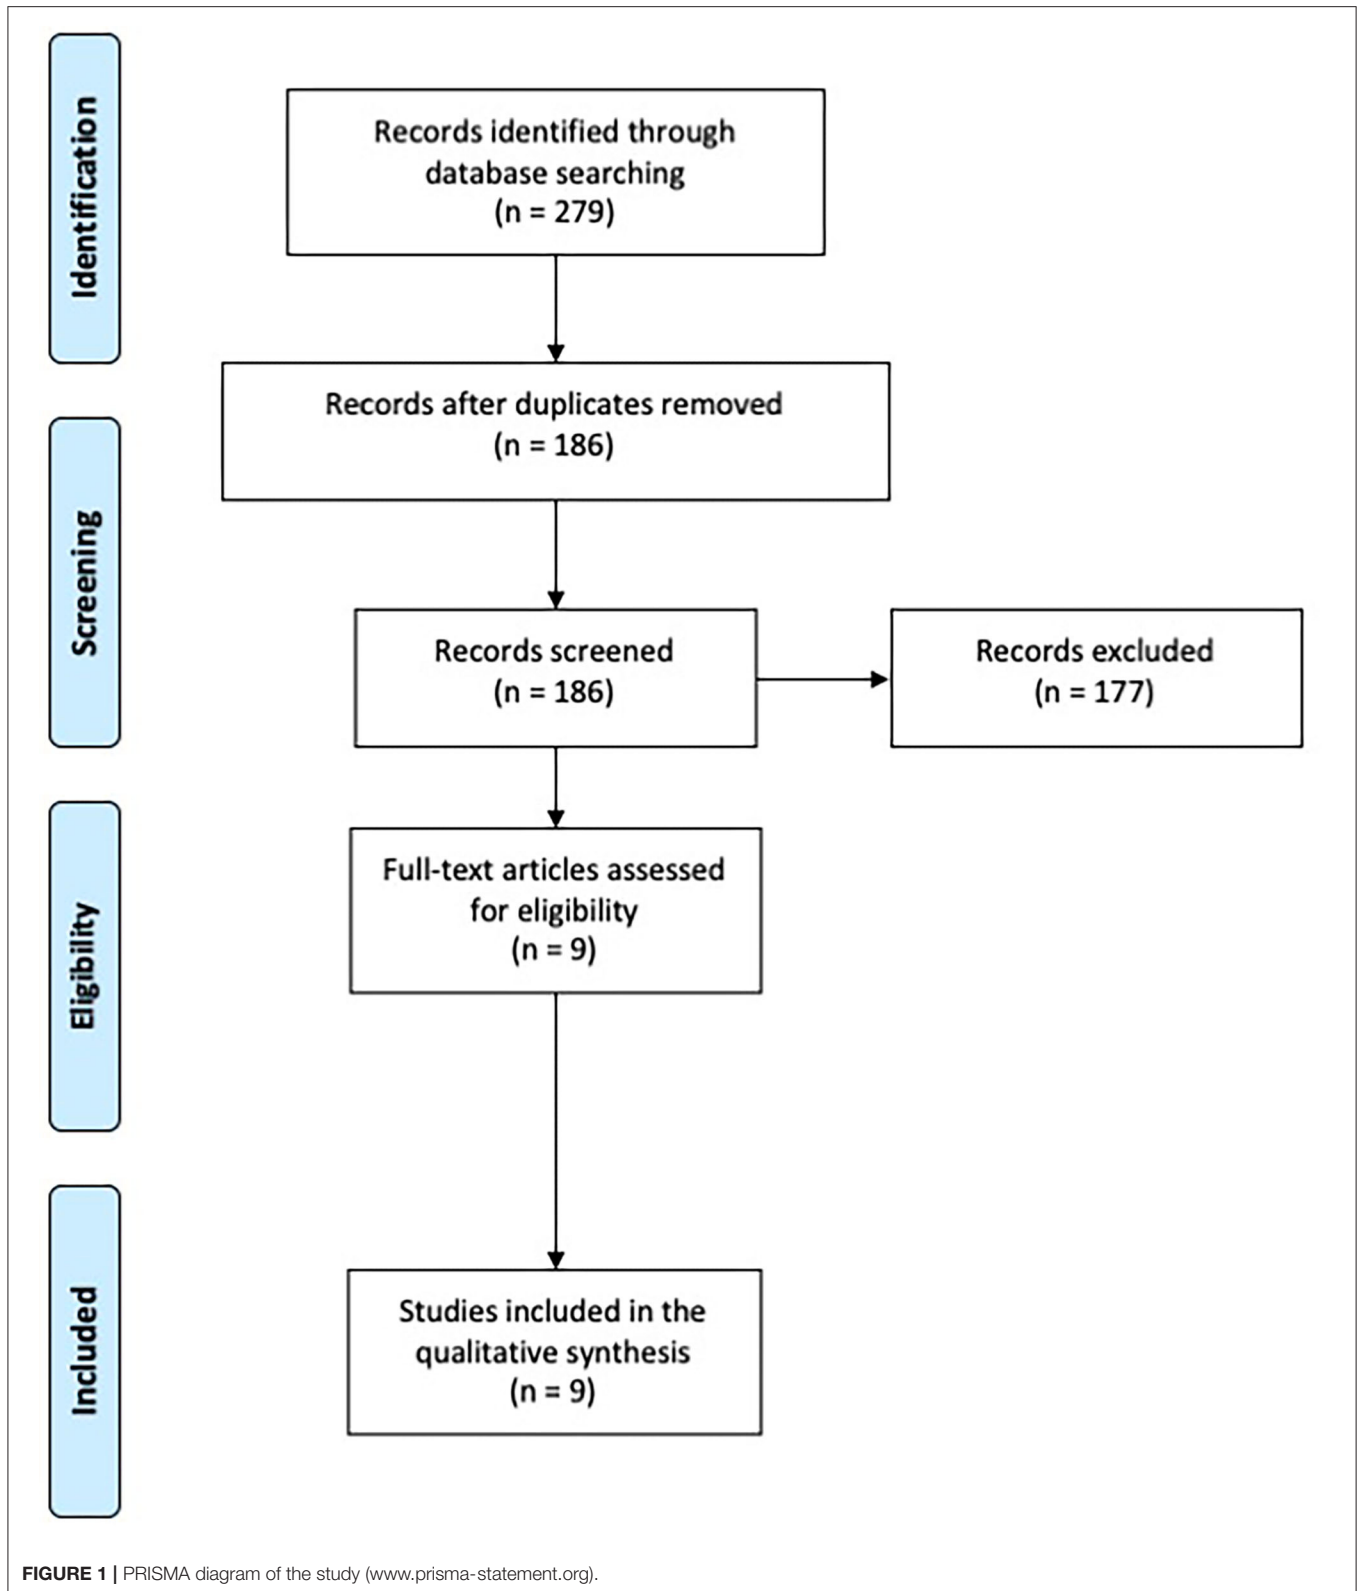 Identification
Records identified through
database searching
(n = 279)
Records after duplicates removed
(n = 186)
Screening
Records screened
(n = 186)
Records excluded
(n = 177)
Eligibility
Full-text articles assessed
for eligibility
(n = 9)
Included
Studies included in the
qualitative synthesis
(n = 9)
FIGURE 1 | PRISMA diagram of the study (www.prisma-statement.org).